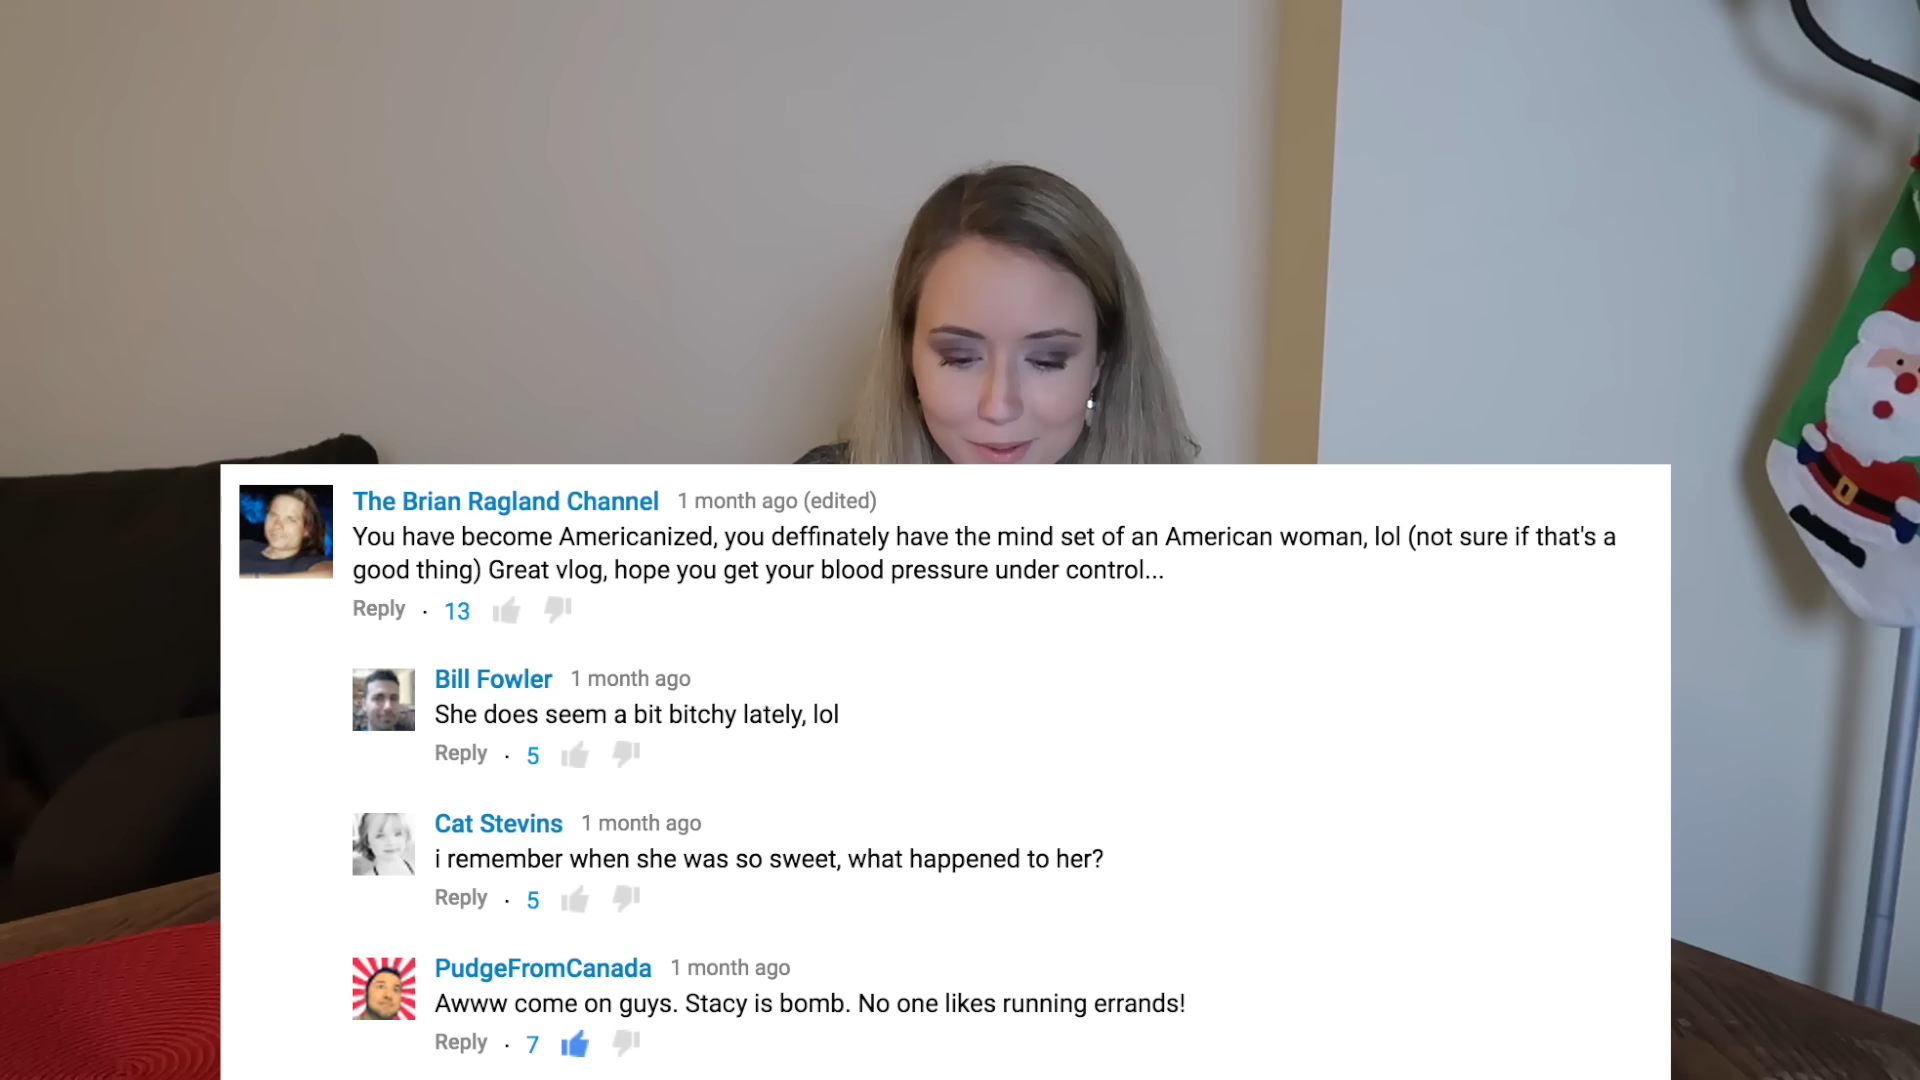 The Brian Ragland Channel 1 month ago (edited)
You have become Americanized, you deffinately have the mind set of an American woman, lol (not sure if that's a
good thing) Great vlog, hope you get your blood pressure under control...
Reply · 13
Bill Fowler 1 month ago
She does seem a bit bitchy lately, lol
Reply · 5
Cat Stevins 1 month ago
i remember when she was so sweet, what happened to her?
Reply · 5
PudgeFromCanada 1 month ago
Awww come on guys. Stacy is bomb. No one likes running errands!
Reply · 7